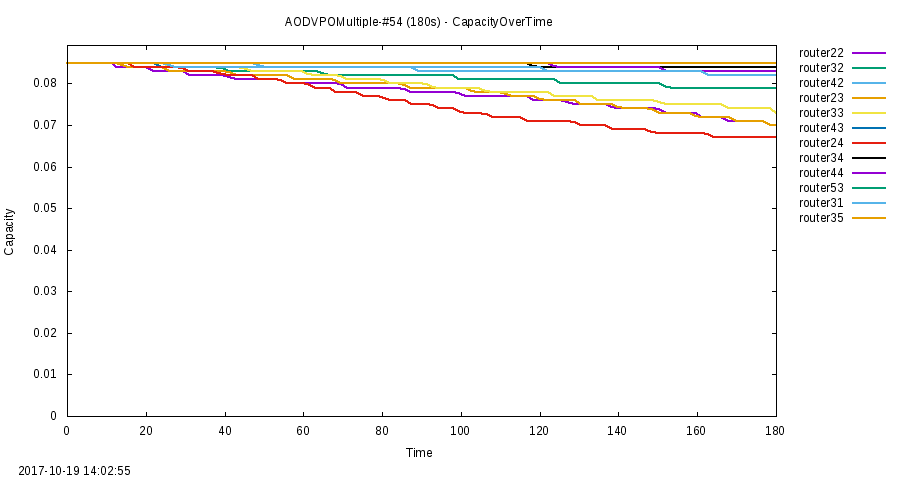 AODVPOMultiple-#54 (180s) - CapacityOverTime
router22
router32
router42
router23
router33
router43
router24
router34
router44
router53
router31
router35
0.08
0.07
0.06
0.05
0.04
0.03
0.02
0.01
0
Capacity
0 20 40 60 80 100 120 140 160 180
Time
2017-10-19 14:02:55